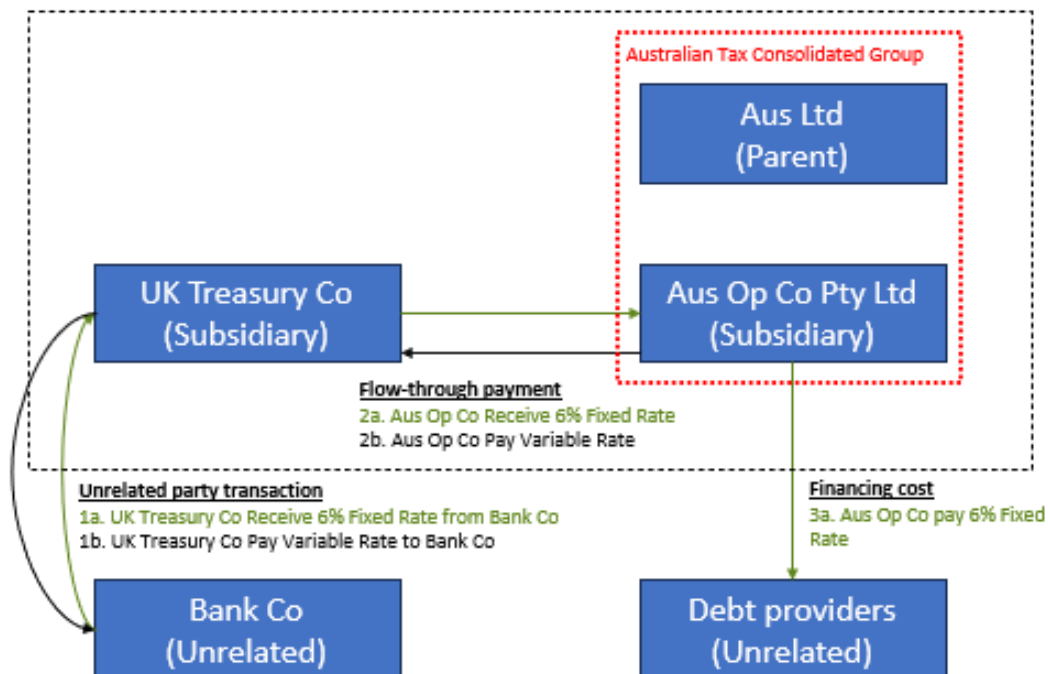 Australian Tax Consolidated Group
Aus Ltd
(Parent)
UK Treasury Co
(Subsidiary)
Aus Op Co Pty Ltd
(Subsidiary)
Flow-through payment
2a. Aus Op Co Receive 6% Fixed Rate
2b. Aus Op Co Pay Variable Rate
Unrelated party transaction
1a. UK Treasury Co Receive 6% Fixed Rate from Bank Co
1b. UK Treasury Co Pay Variable Rate to Bank Co
Financing cost
3a. Aus Op Co pay 6% Fixed
Rate
Bank Co
(Unrelated)
Debt providers
(Unrelated)